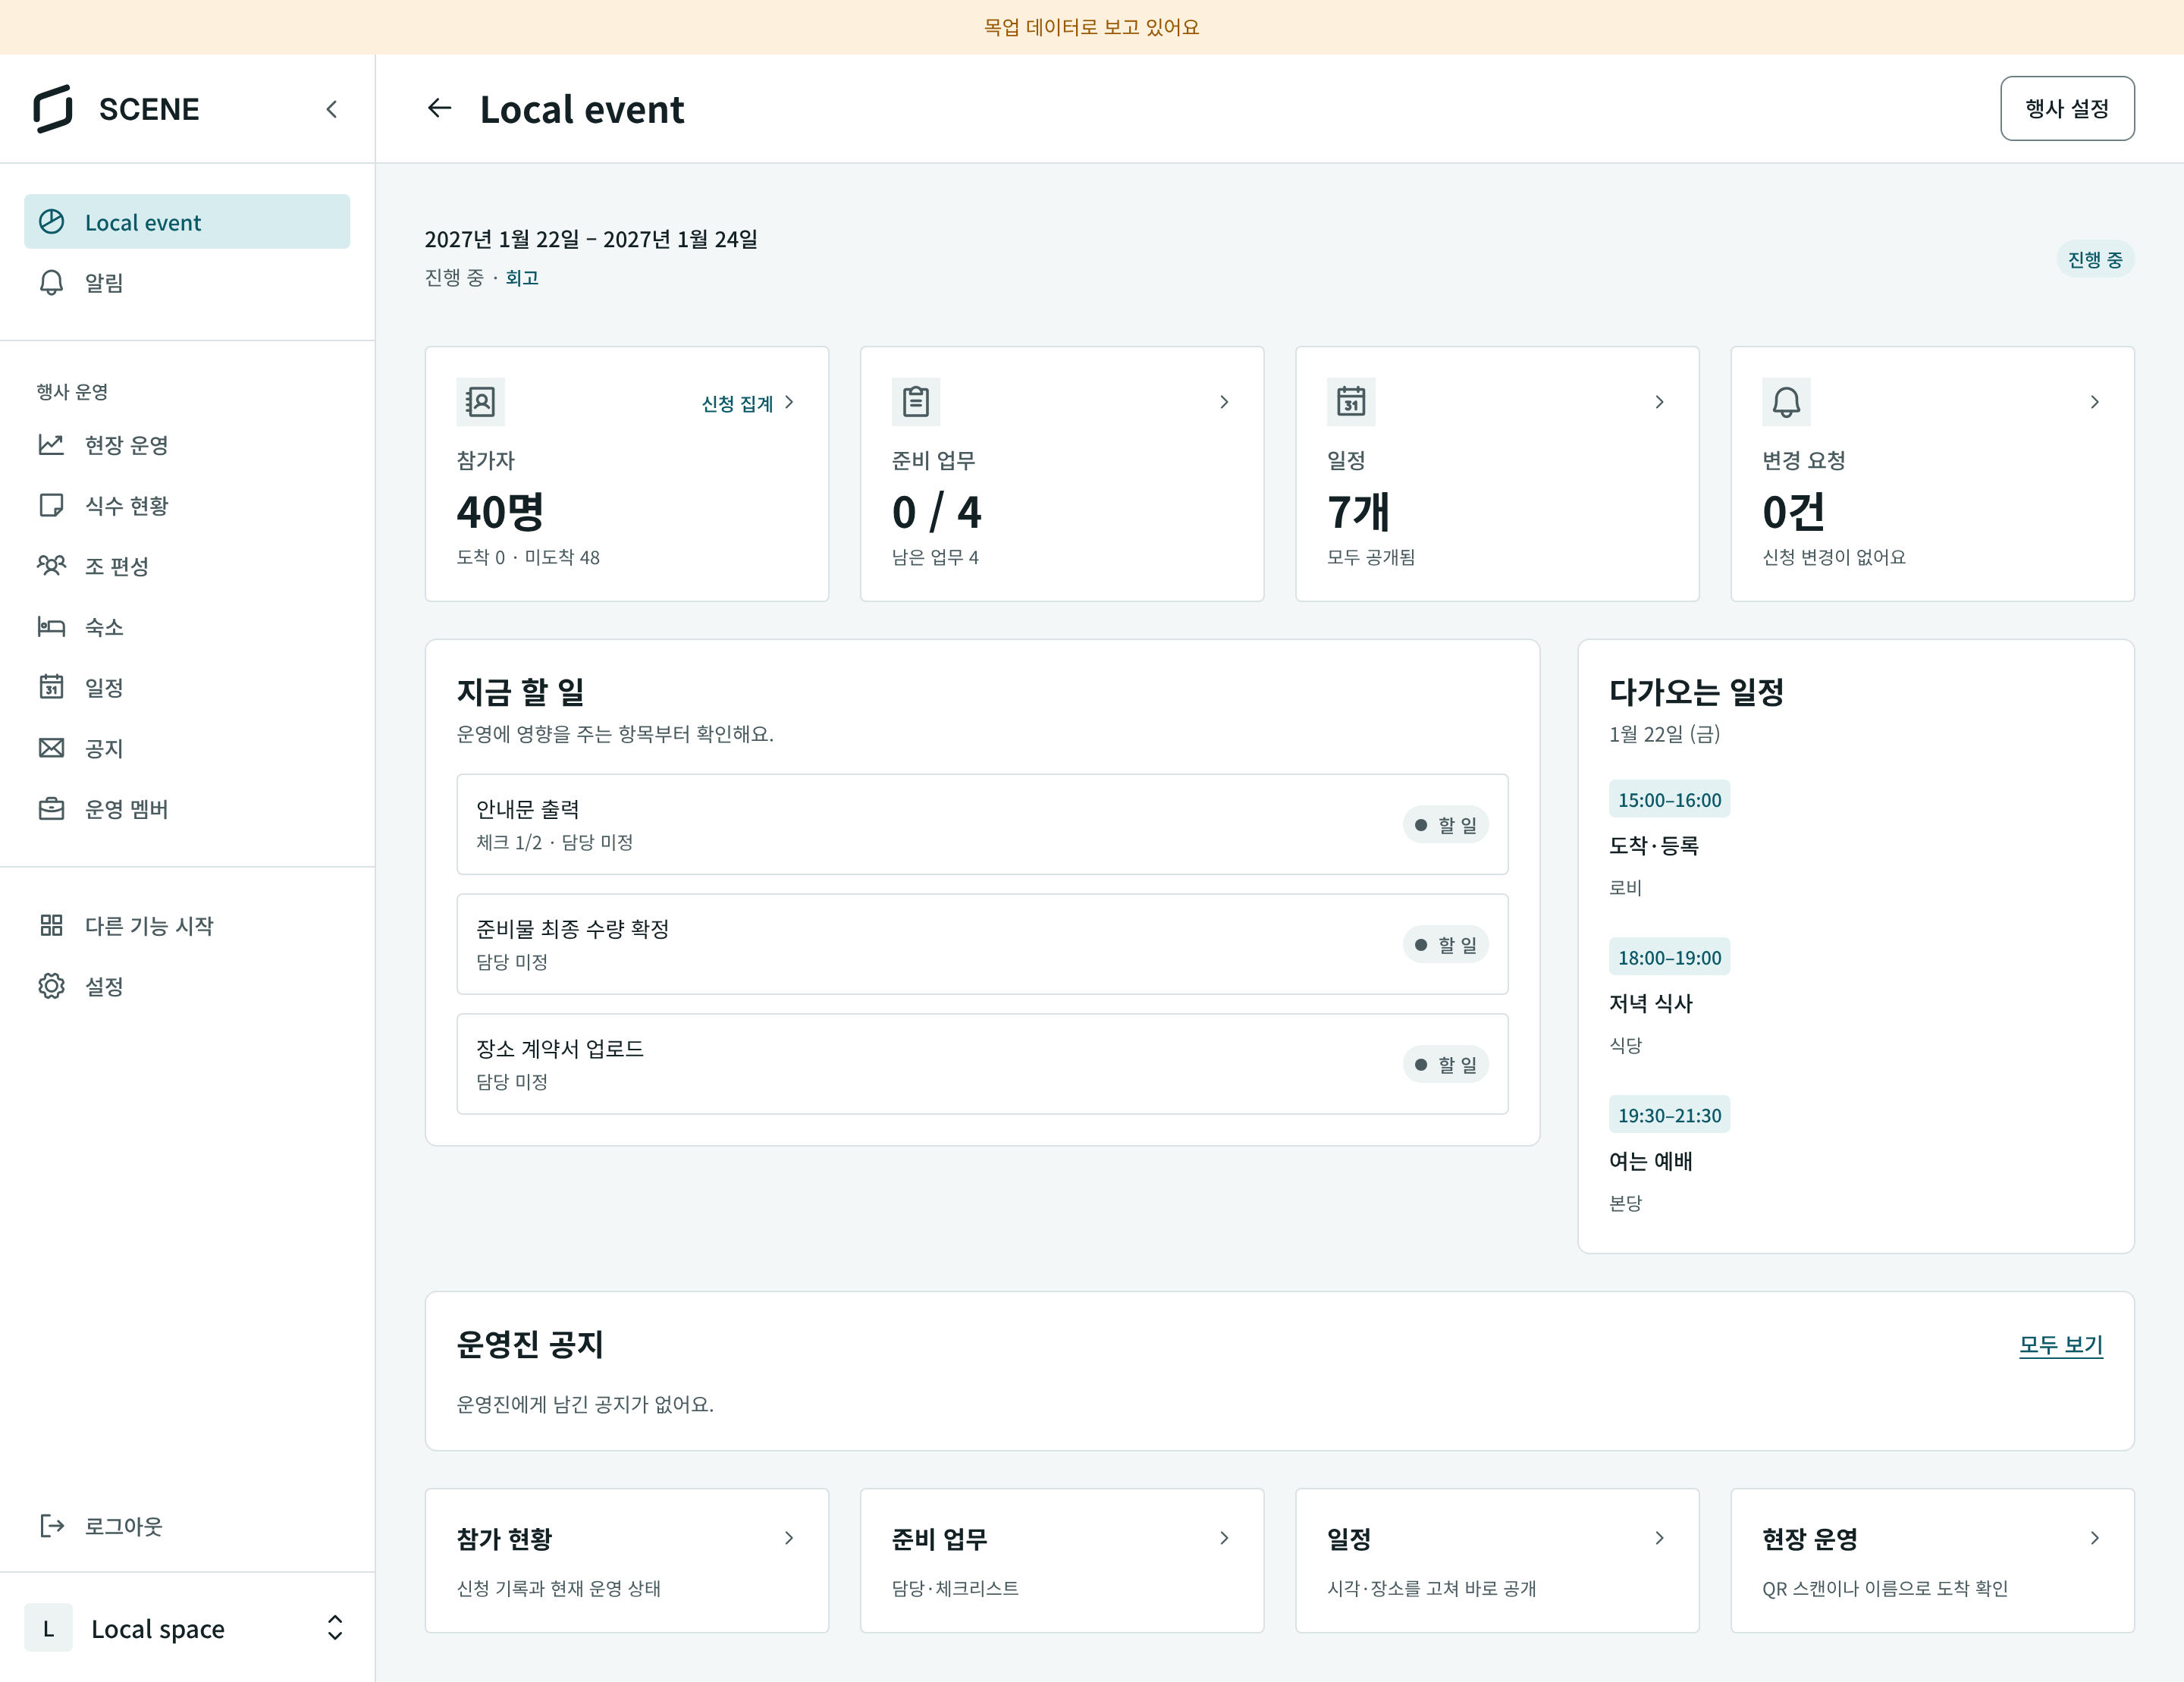 목업 데이터로 보고 있어요
SCENE
Local event
행사 설정
Local event
알림
행사 운영
현장 운영
식수 현황
조 편성
숙소
31
일정
공지
운영 멤버
다른 기능 시작
설정
로그아웃
L
Local space
2027년 1월 22일 – 2027년 1월 24일
진행 중 · 회고
진행 중
신청 집계
참가자
40명
도착 0 · 미도착 48
준비 업무
0 / 4
남은 업무 4
31
일정
7개
모두 공개됨
변경 요청
0건
신청 변경이 없어요
지금 할 일
운영에 영향을 주는 항목부터 확인해요.
안내문 출력
체크 1/2 · 담당 미정
할 일
준비물 최종 수량 확정
담당 미정
할 일
장소 계약서 업로드
담당 미정
할 일
다가오는 일정
1월 22일 (금)
15:00–16:00
도착·등록
로비
18:00–19:00
저녁 식사
식당
19:30–21:30
여는 예배
본당
운영진 공지
모두 보기
운영진에게 남긴 공지가 없어요.
참가 현황
신청 기록과 현재 운영 상태
준비 업무
담당·체크리스트
일정
시각·장소를 고쳐 바로 공개
현장 운영
QR 스캔이나 이름으로 도착 확인